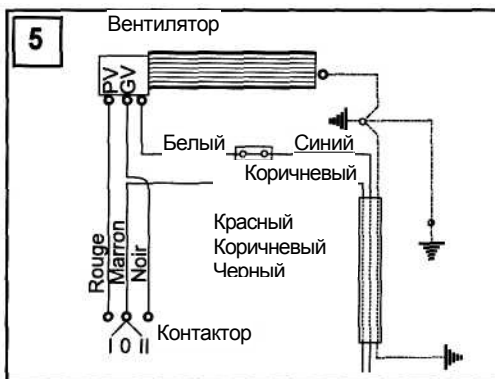 5
Вентилятор
PV
GV
Белый
Синий
Коричневый
Красный
Коричневый
Черный
Rouge
Marron
Noir
I 0 II
Контактор